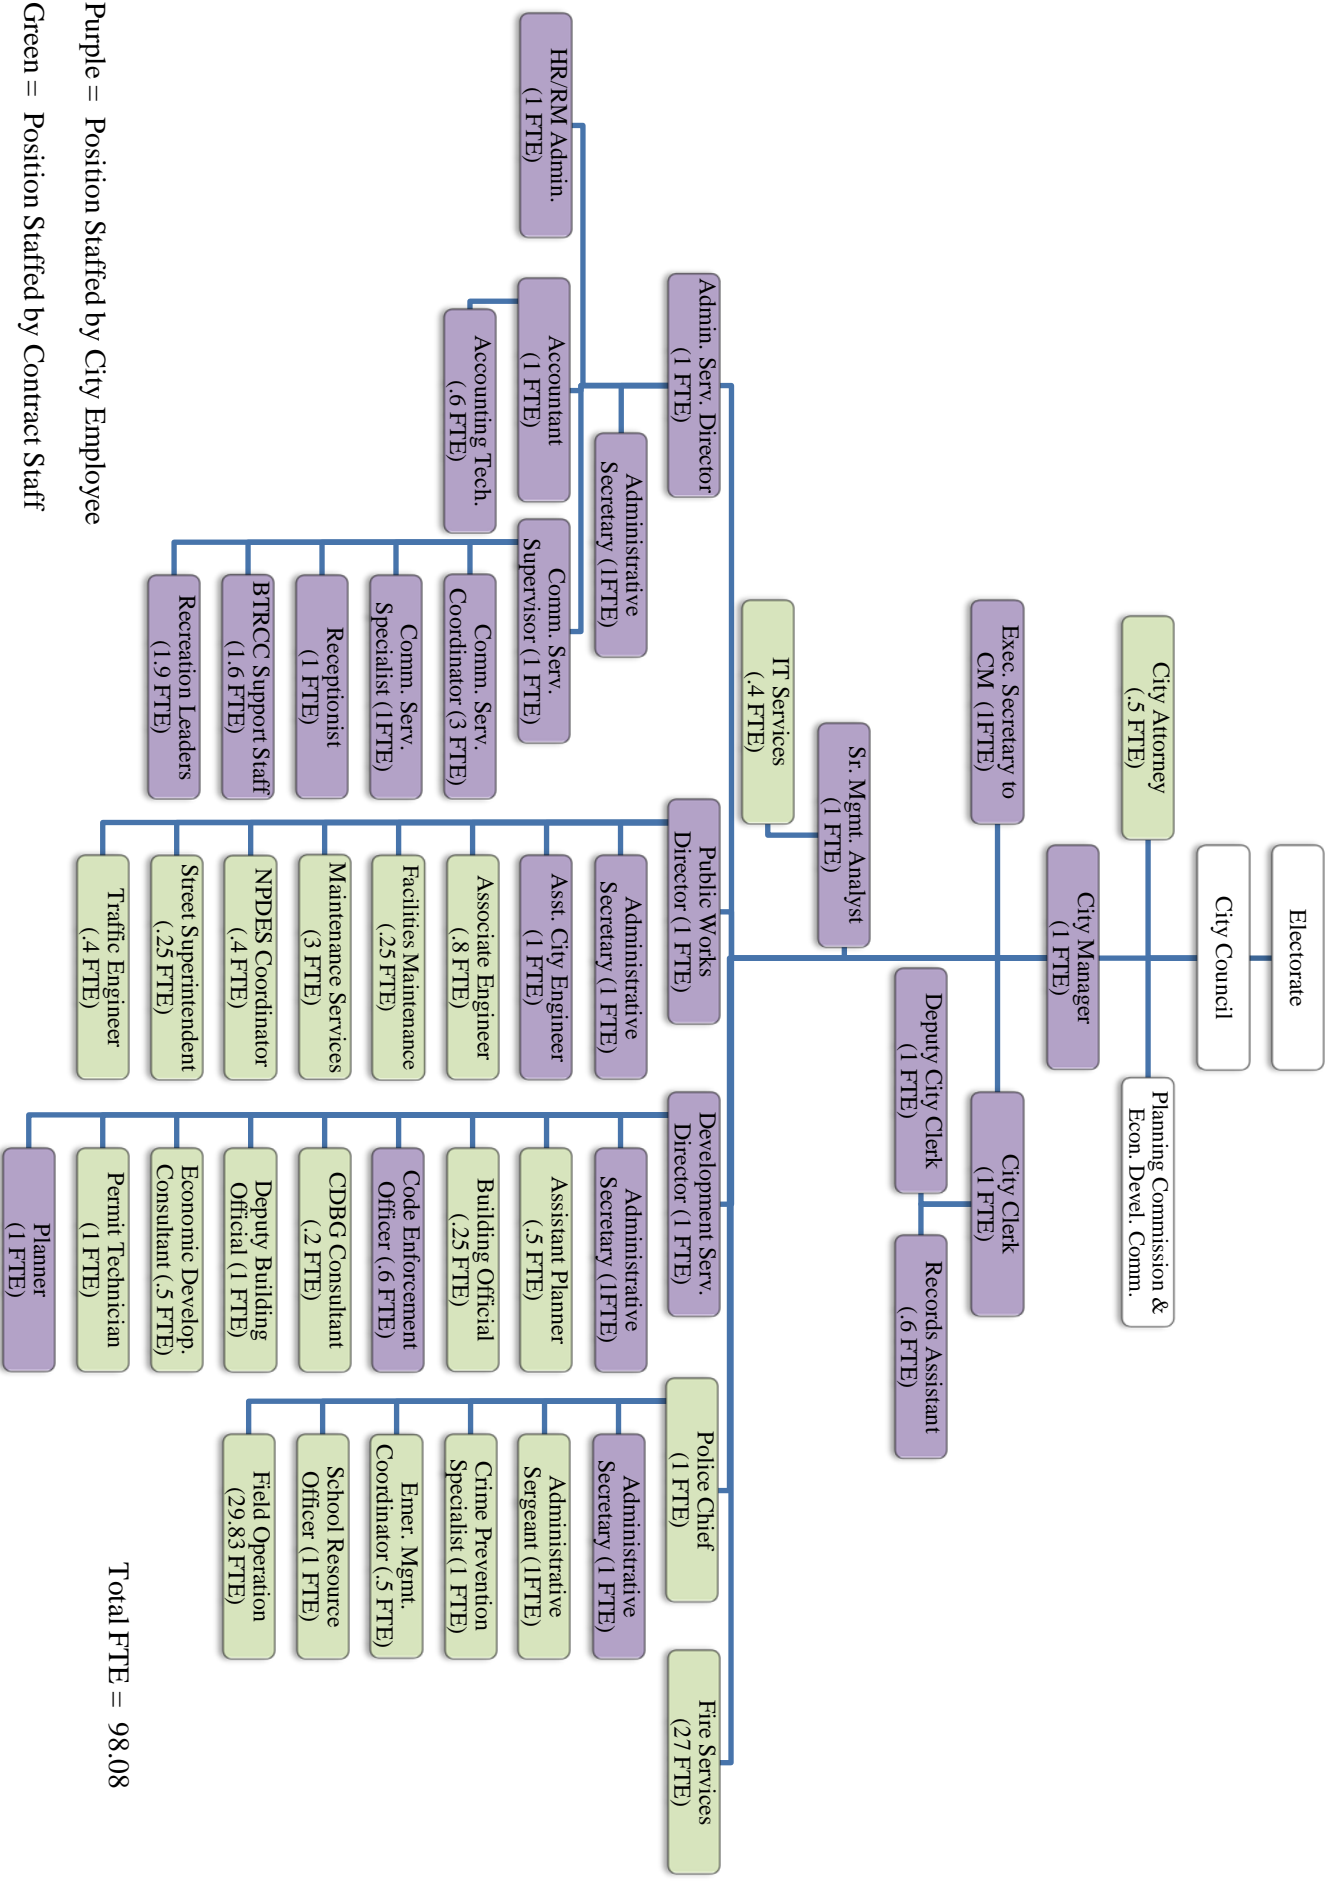 Electorate
City Council
City Attorney
(.5 FTE)
Planning Commission &
Econ. Devel. Comm.
City Manager
(1 FTE)
Exec. Secretary to
CM (1FTE)
City Clerk
(1 FTE)
Deputy City Clerk
(1 FTE)
Records Assistant
(.6 FTE)
Sr. Mgmt. Analyst
(1 FTE)
IT Services
(.4 FTE)
Admin. Serv. Director
(1 FTE)
Administrative
Secretary (1FTE)
HR/RM Admin.
(1 FTE)
Accountant
(1 FTE)
Accounting Tech.
(.6 FTE)
Comm. Serv.
Supervisor (1 FTE)
Comm. Serv.
Coordinator (3 FTE)
Comm. Serv.
Specialist (1FTE)
Receptionist
(1 FTE)
BTRCC Support Staff
(1.6 FTE)
Recreation Leaders
(1.9 FTE)
Public Works
Director (1 FTE)
Administrative
Secretary (1 FTE)
Asst. City Engineer
(1 FTE)
Associate Engineer
(.8 FTE)
Facilities Maintenance
(.25 FTE)
Maintenance Services
(3 FTE)
NPDES Coordinator
(.4 FTE)
Street Superintendent
(.25 FTE)
Traffic Engineer
(.4 FTE)
Development Serv.
Director (1 FTE)
Administrative
Secretary (1FTE)
Assistant Planner
(.5 FTE)
Building Official
(.25 FTE)
Code Enforcement
Officer (.6 FTE)
CDBG Consultant
(.2 FTE)
Deputy Building
Official (1 FTE)
Economic Develop.
Consultant (.5 FTE)
Permit Technician
(1 FTE)
Planner
(1 FTE)
Police Chief
(1 FTE)
Administrative
Secretary (1 FTE)
Administrative
Sergeant (1FTE)
Crime Prevention
Specialist (1 FTE)
Emer. Mgmt.
Coordinator (.5 FTE)
School Resource
Officer (1 FTE)
Field Operation
(29.83 FTE)
Fire Services
(27 FTE)
Total FTE = 98.08
Purple = Position Staffed by City Employee
Green = Position Staffed by Contract Staff